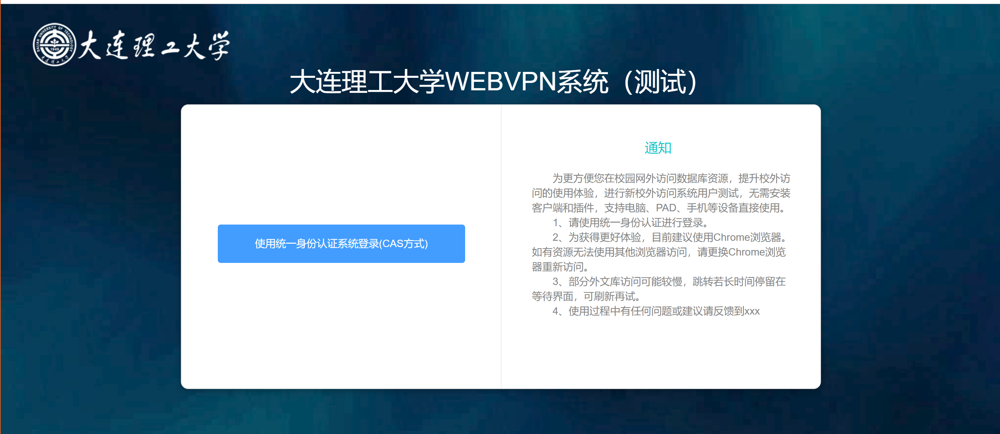 DALIAN UNIVERSITY OF TECHNOLOGY
1949
大连理工大学
大连理工大学
大连理工大学WEBVPN系统（测试）
使用统一身份认证系统登录(CAS方式)
通知
为更方便您在校园网外访问数据库资源，提升校外访
问的使用体验，进行新校外访问系统用户测试，无需安装
客户端和插件，支持电脑、PAD、手机等设备直接使用。
1、请使用统一身份认证进行登录。
2、为获得更好体验，目前建议使用Chrome浏览器。
如有资源无法使用其他浏览器访问，请更换Chrome浏览
器重新访问。
3、部分外文库访问可能较慢，跳转若长时间停留在
等待界面，可刷新再试。
4、使用过程中有任何问题或建议请反馈到xxx